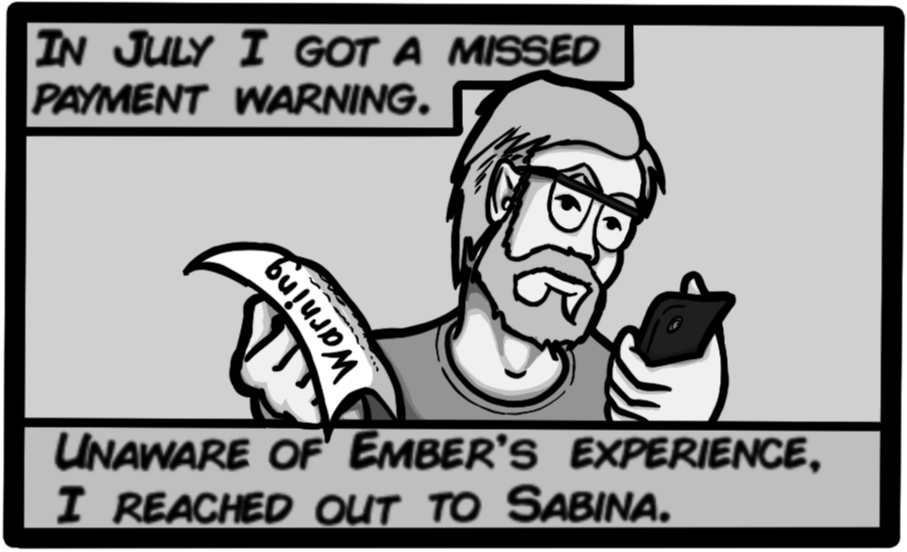 In July I got a missed
payment warning.
Warning
Unaware of Ember's experience,
I reached out to Sabina.